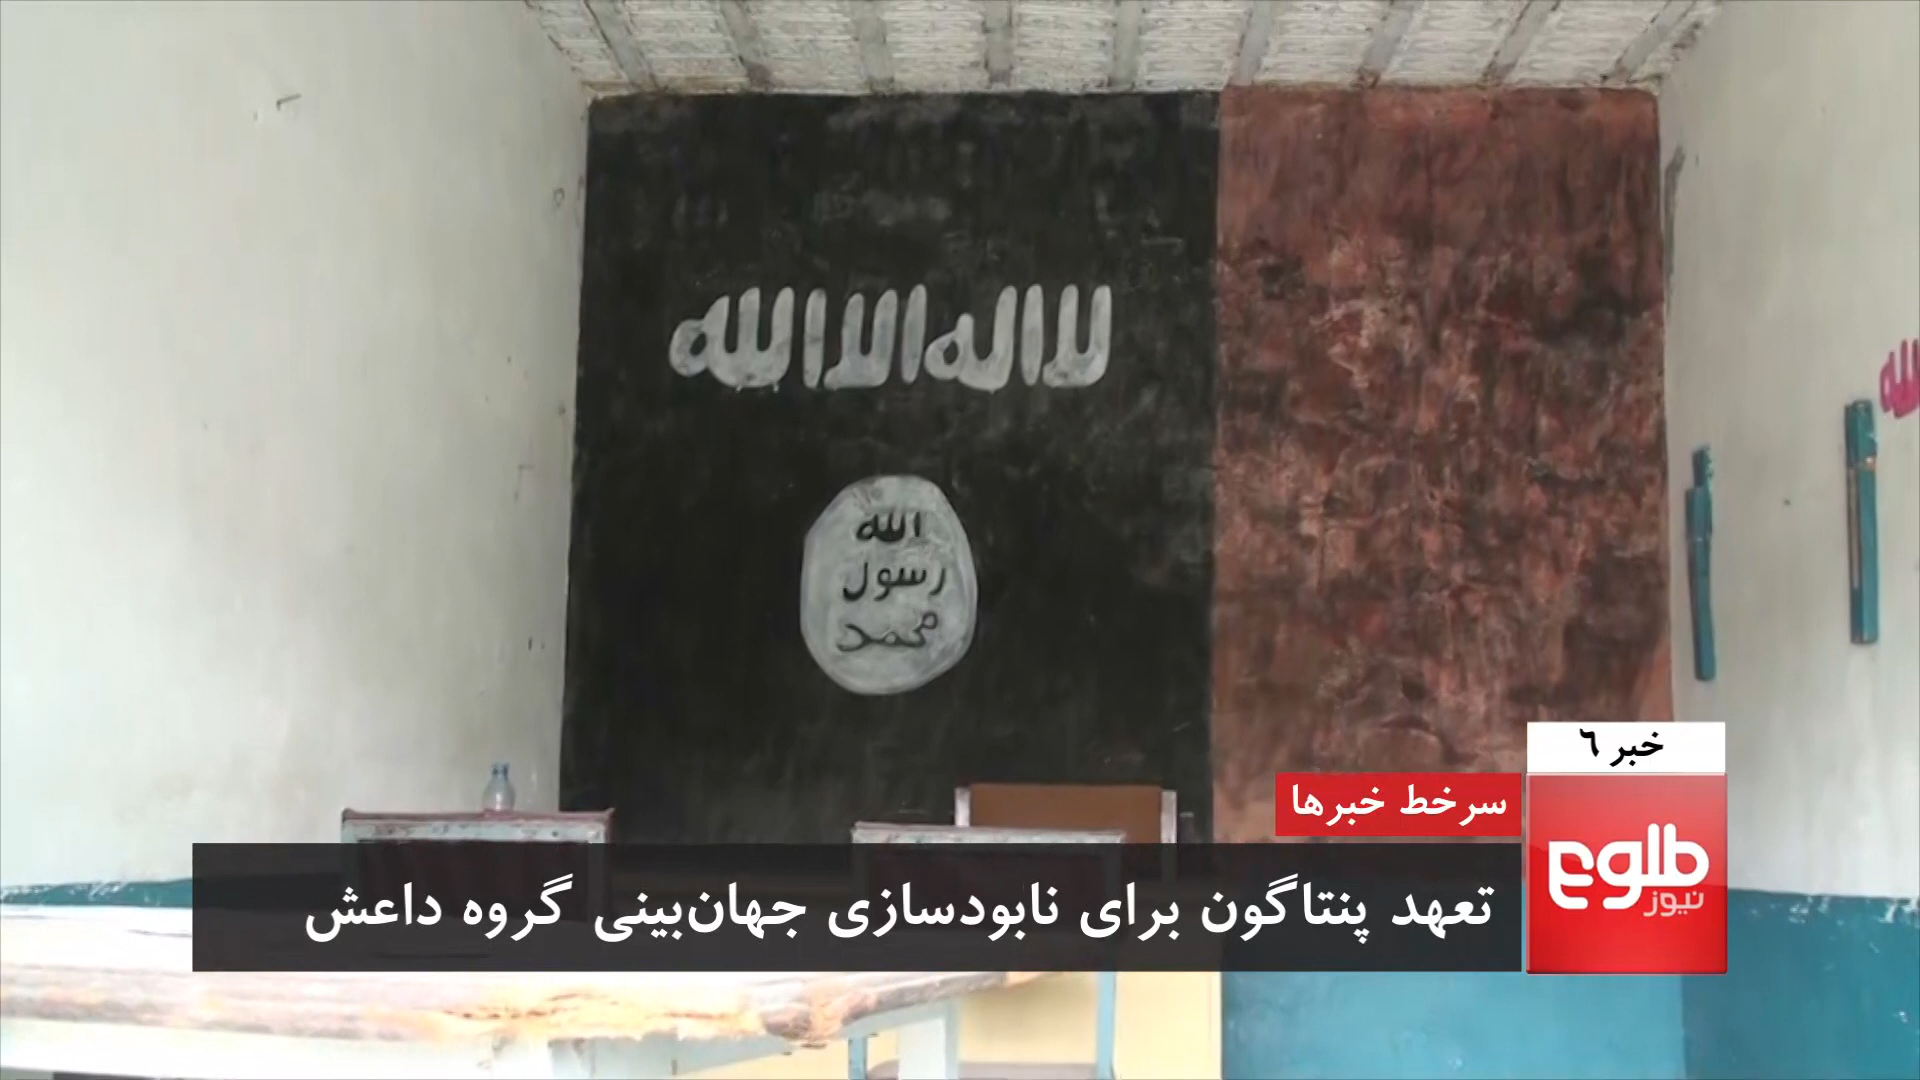 لا اله الا الله
الله
رسول
محمد
لله
خبر ٦
سرخط خبرها
طلوع
نیوز
تعهد پنتاگون برای نابودسازی جهان‌بینی گروه داعش